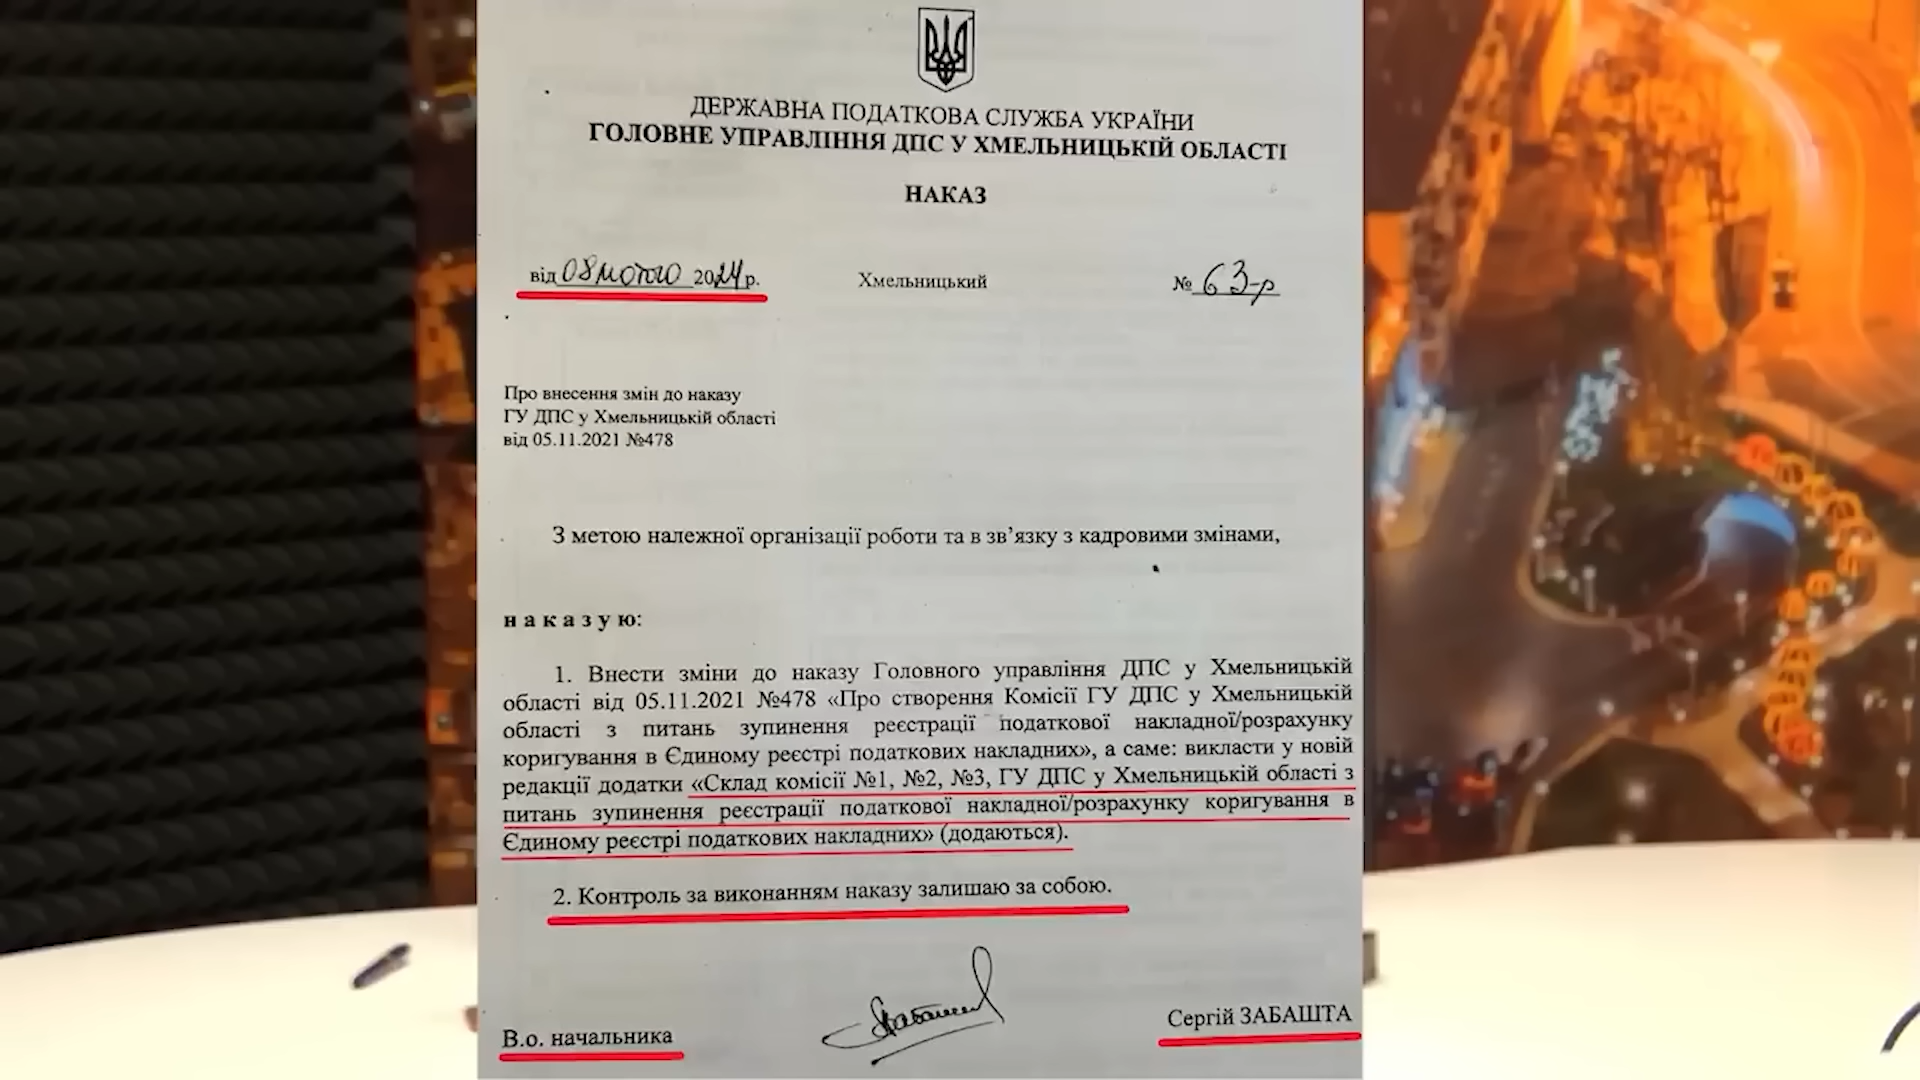 ДЕРЖАВНА ПОДАТКОВА СЛУЖБА УКРАЇНИ
ГОЛОВНЕ УПРАВЛІННЯ ДПС У ХМЕЛЬНИЦЬКІЙ ОБЛАСТІ
НАКАЗ
від 08 лютого 2024 р. Хмельницький № 63-р
Про внесення змін до наказу
ГУ ДПС у Хмельницькій області
від 05.11.2021 №478
З метою належної організації роботи та в зв’язку з кадровими змінами,
н а к а з у ю:
1. Внести зміни до наказу Головного управління ДПС у Хмельницькій
області від 05.11.2021 №478 «Про створення Комісії ГУ ДПС у Хмельницькій
області з питань зупинення реєстрації податкової накладної/розрахунку
коригування в Єдиному реєстрі податкових накладних», а саме: викласти у новій
редакції додатки «Склад комісії №1, №2, №3, ГУ ДПС у Хмельницькій області з
питань зупинення реєстрації податкової накладної/розрахунку коригування в
Єдиному реєстрі податкових накладних» (додаються).
2. Контроль за виконанням наказу залишаю за собою.
В.о. начальника Сергій ЗАБАШТА